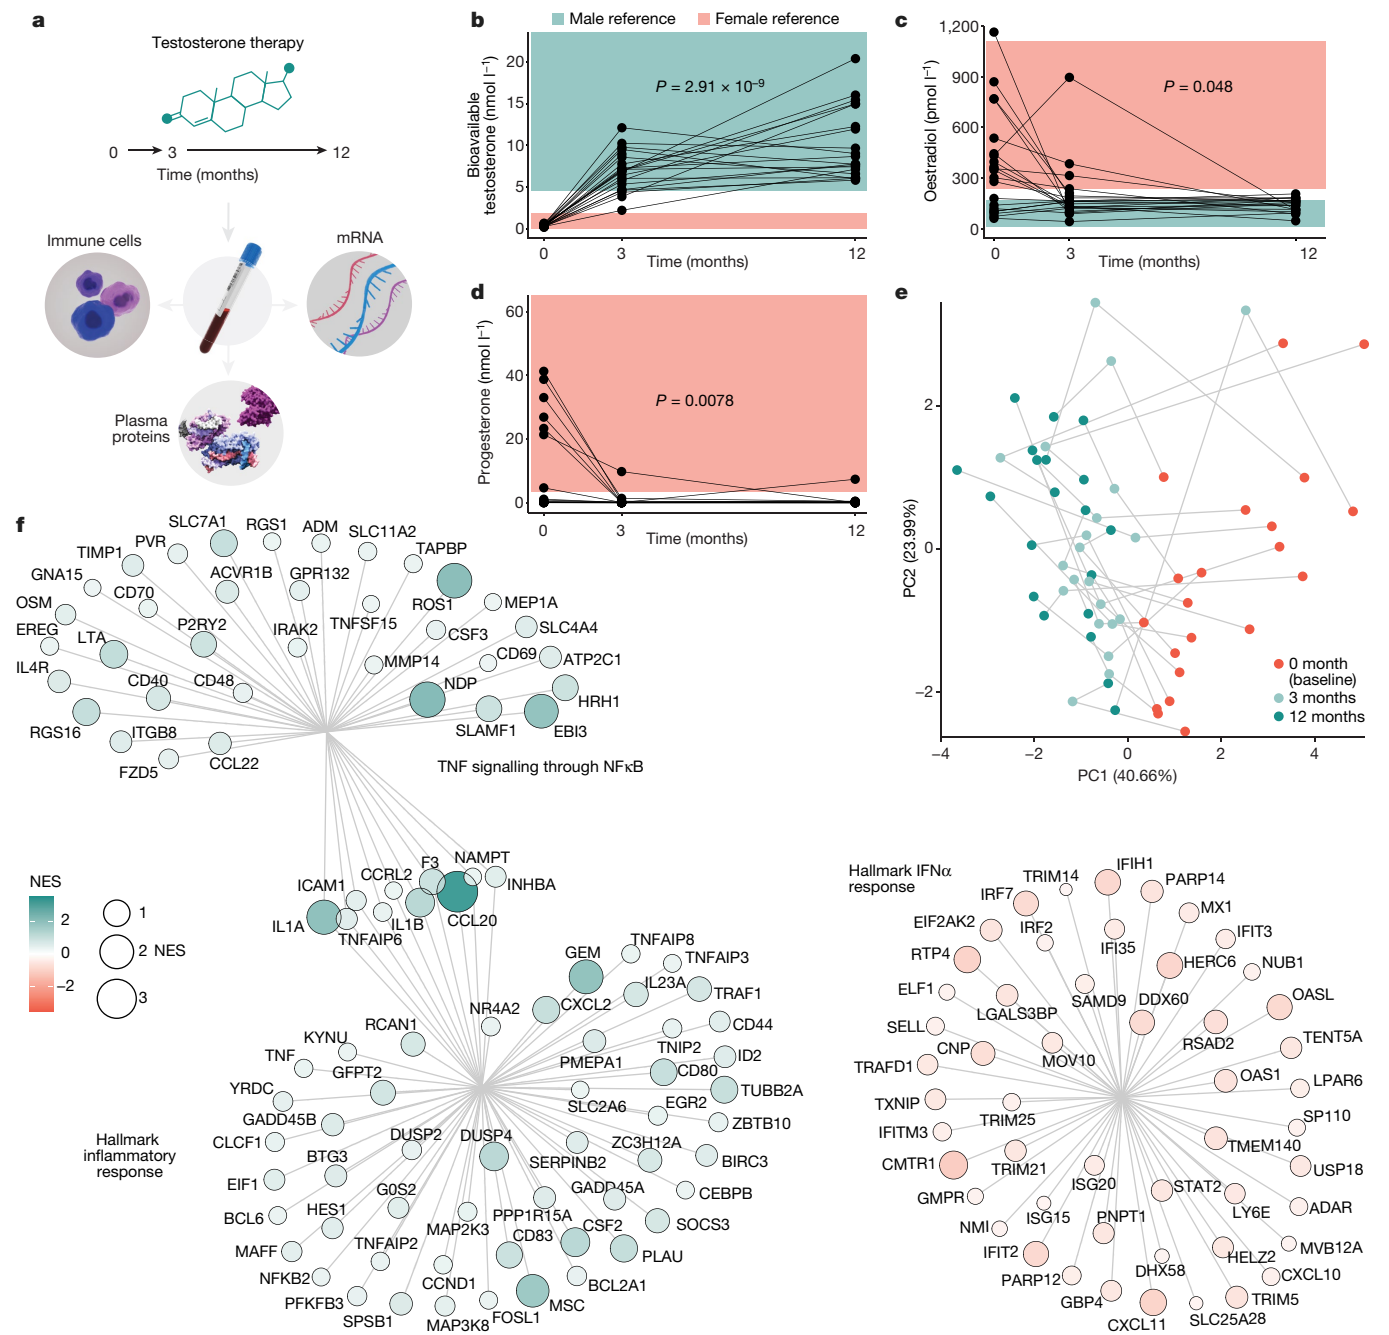 a
Testosterone therapy
0
3
12
Time (months)
Immune cells
mRNA
Plasma
proteins
b
Male reference
Female reference
Bioavailable
testosterone (nmol l⁻¹)
20
15
10
5
0
P = 2.91 × 10⁻⁹
0
3
12
Time (months)
c
Oestradiol (pmol l⁻¹)
1,200
900
600
300
0
P = 0.048
0
3
12
Time (months)
d
Progesterone (nmol l⁻¹)
60
40
20
0
P = 0.0078
0
3
12
Time (months)
e
PC2 (23.99%)
2
0
−2
−4
−2
0
2
4
PC1 (40.66%)
0 month
(baseline)
3 months
12 months
f
SLC7A1
RGS1
ADM
SLC11A2
PVR
TIMP1
TAPBP
GNA15
ACVR1B
GPR132
CD70
OSM
ROS1
MEP1A
TNFSF15
EREG
P2RY2
IRAK2
CSF3
SLC4A4
LTA
IL4R
MMP14
CD69
ATP2C1
CD40
CD48
NDP
HRH1
RGS16
ITGB8
SLAMF1
EBI3
FZD5
CCL22
TNF signalling through NFκB
NES
2
0
−2
1
2
NES
3
F3
NAMPT
CCRL2
ICAM1
INHBA
IL1A
IL1B
CCL20
TNFAIP6
GEM
TNFAIP8
TNFAIP3
IL23A
NR4A2
CXCL2
TRAF1
RCAN1
CD44
KYNU
TNF
PMEPA1
TNIP2
ID2
GFPT2
CD80
YRDC
TUBB2A
SLC2A6
EGR2
GADD45B
ZBTB10
CLCF1
DUSP2
DUSP4
ZC3H12A
Hallmark
inflammatory
response
BTG3
SERPINB2
BIRC3
EIF1
G0S2
GADD45A
CEBPB
BCL6
HES1
PPP1R15A
MAP2K3
CSF2
SOCS3
MAFF
TNFAIP2
CD83
PLAU
NFKB2
CCND1
BCL2A1
PFKFB3
MSC
SPSB1
MAP3K8
FOSL1
Hallmark IFNα
response
TRIM14
IFIH1
PARP14
IRF7
MX1
EIF2AK2
IRF2
IFI35
IFIT3
RTP4
HERC6
NUB1
ELF1
SAMD9
DDX60
OASL
LGALS3BP
SELL
RSAD2
TENT5A
CNP
MOV10
TRAFD1
OAS1
LPAR6
TXNIP
TRIM25
SP110
IFITM3
TMEM140
CMTR1
TRIM21
USP18
ISG20
GMPR
STAT2
LY6E
ADAR
NMI
ISG15
PNPT1
IFIT2
HELZ2
MVB12A
DHX58
PARP12
CXCL10
GBP4
TRIM5
CXCL11
SLC25A28